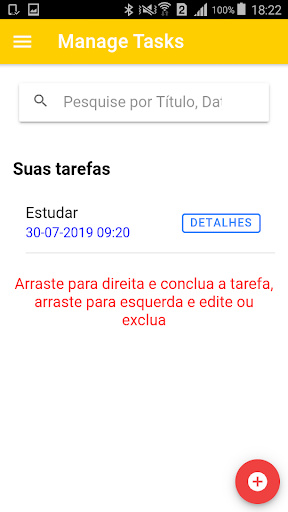 2 100% 18:22
Manage Tasks
Pesquise por Título, Da
Suas tarefas
Estudar
30-07-2019 09:20
DETALHES
Arraste para direita e conclua a tarefa,
arraste para esquerda e edite ou
exclua